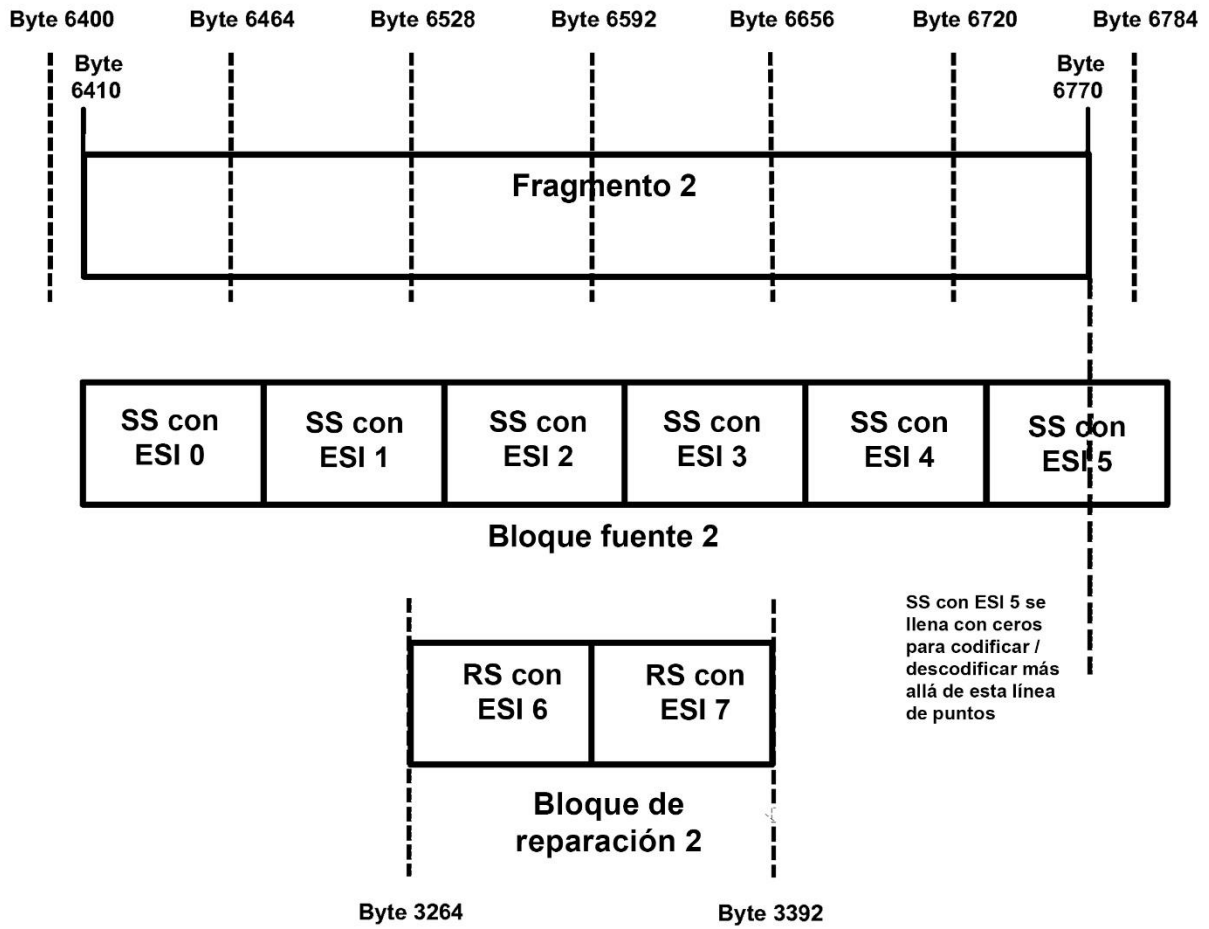 Byte 6400
Byte 6464
Byte 6528
Byte 6592
Byte 6656
Byte 6720
Byte 6784
Byte
6410
Byte
6770
Fragmento 2
SS con
ESI 0
SS con
ESI 1
SS con
ESI 2
SS con
ESI 3
SS con
ESI 4
SS con
ESI 5
Bloque fuente 2
SS con ESI 5 se
llena con ceros
para codificar /
descodificar más
allá de esta línea
de puntos
RS con
ESI 6
RS con
ESI 7
Bloque de
reparación 2
Byte 3264
Byte 3392